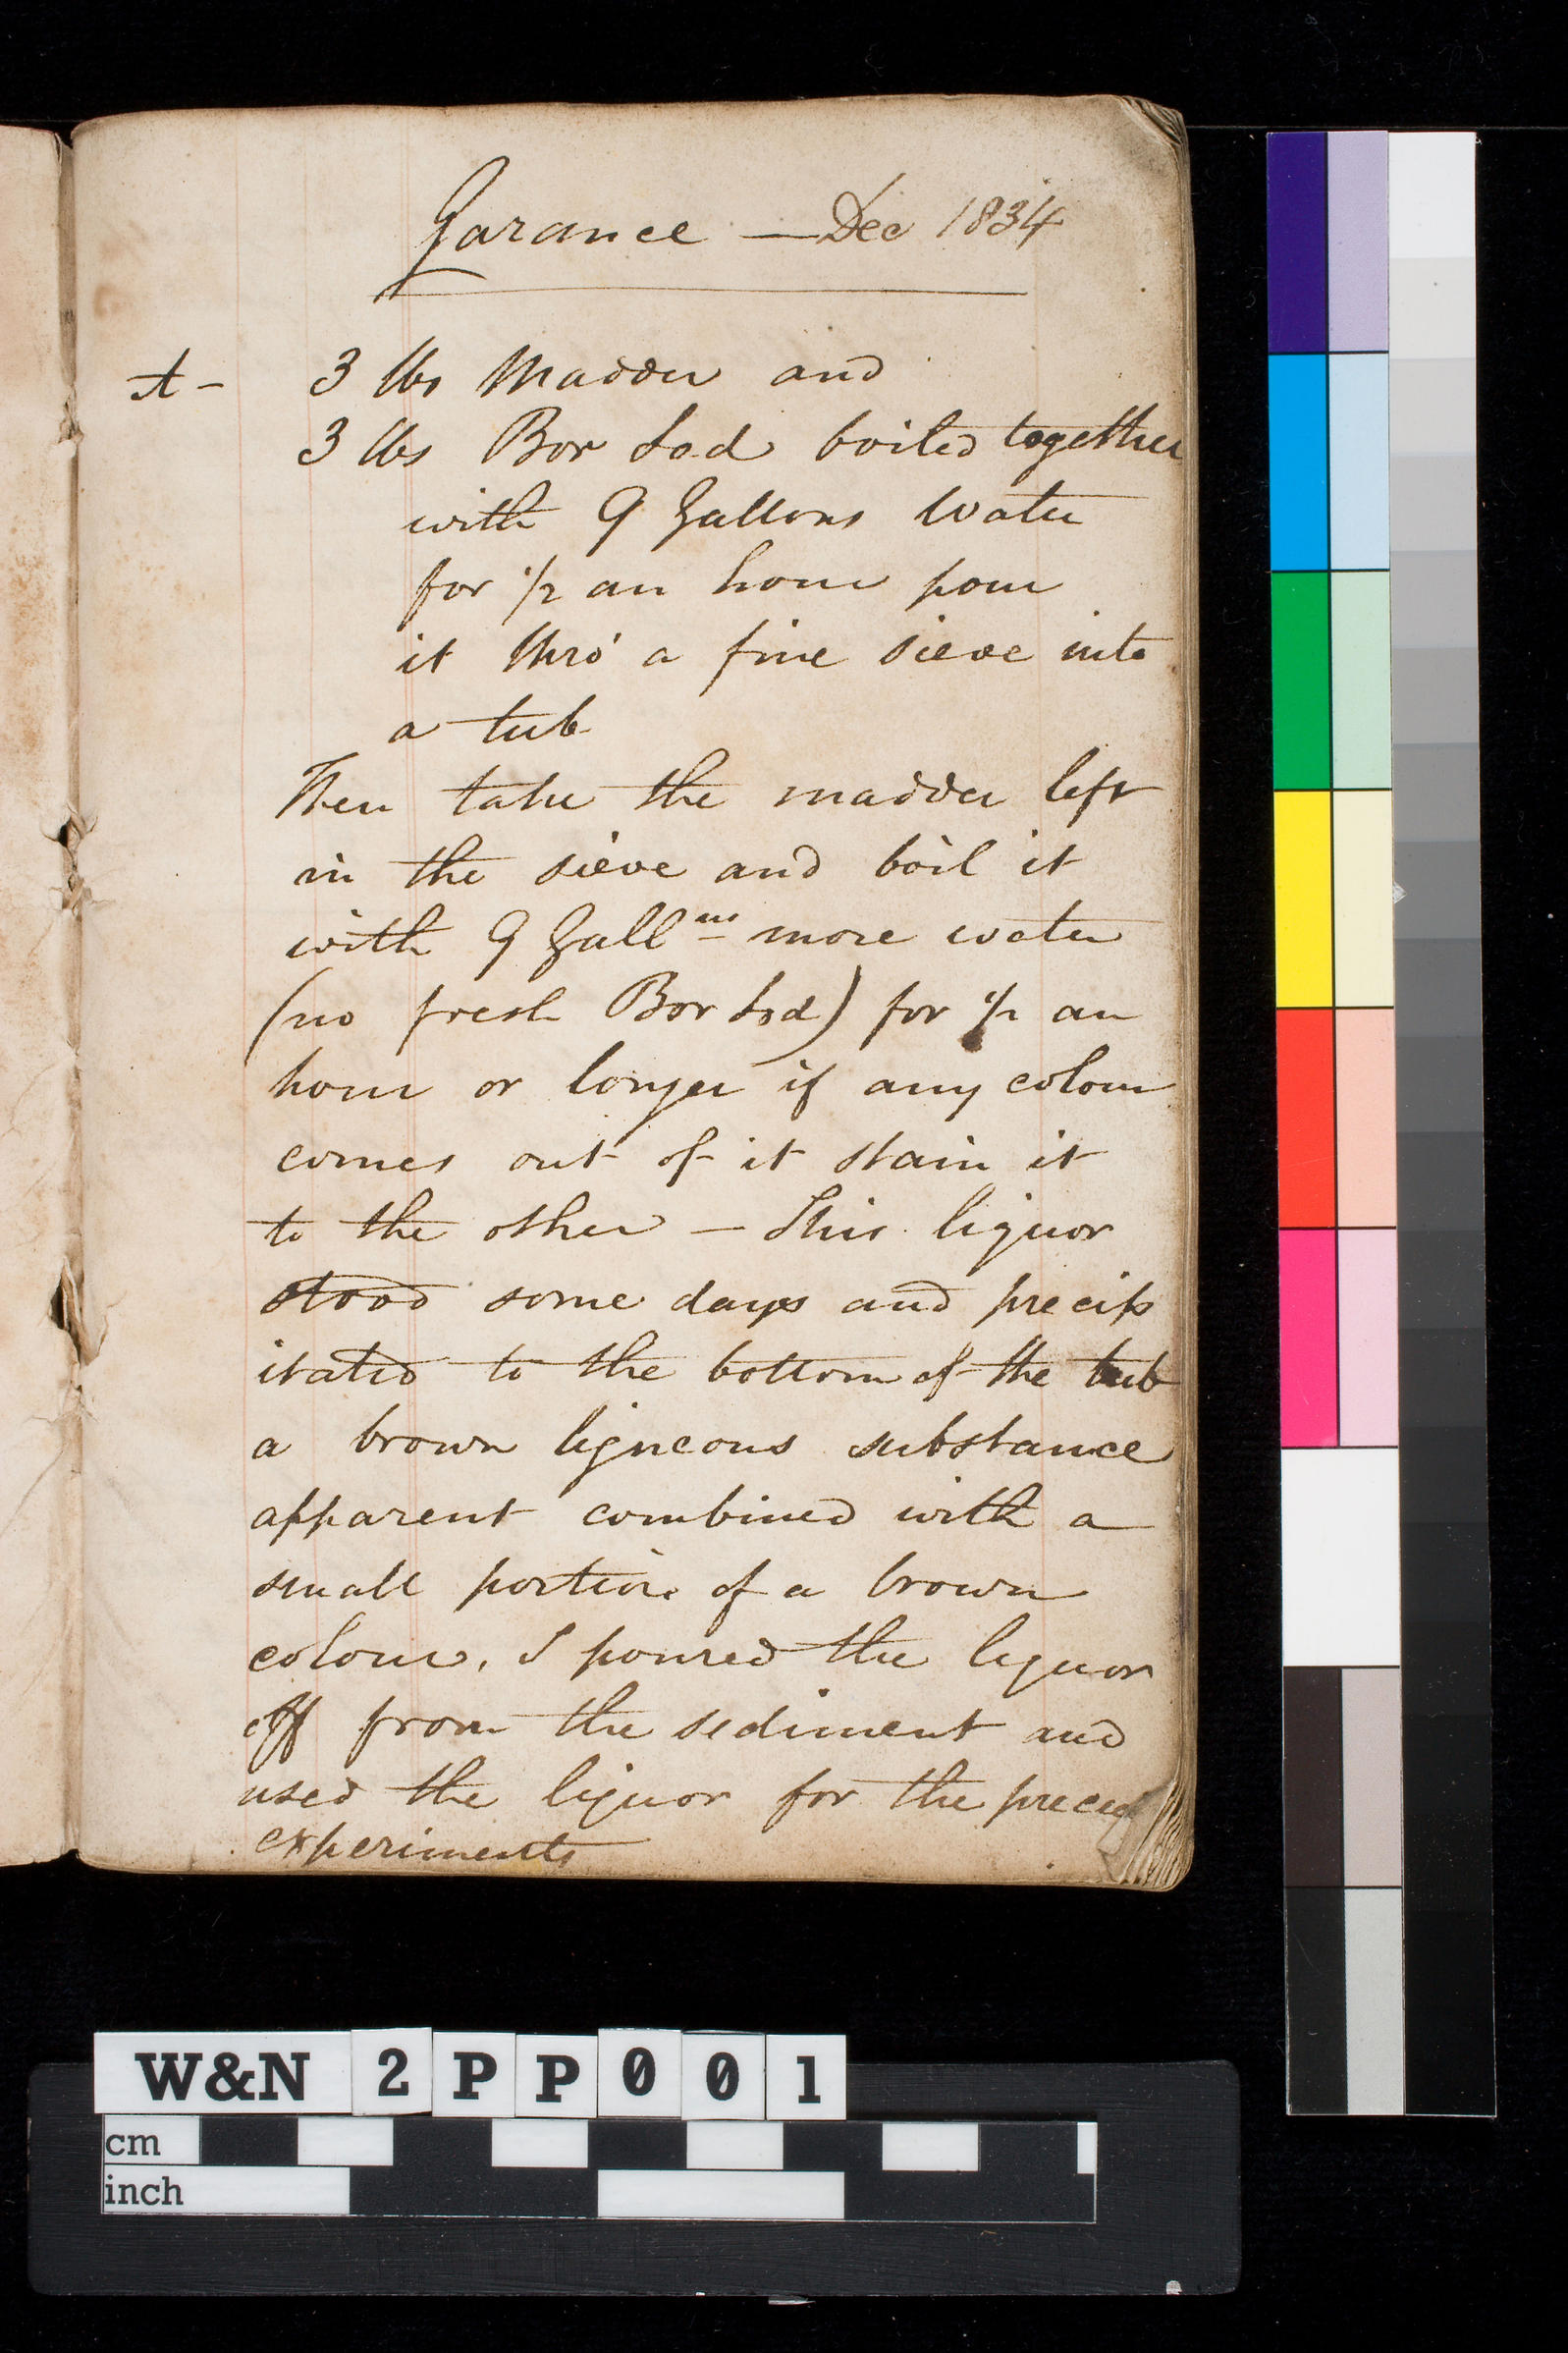 Garance — Dec 1834
A – 3 lbs Madder and
3 lbs Bor Sod boiled together
with 9 Gallons Water
for 1/2 an hour pour
it thro' a fine sieve into
a tub
Then take the madder left
in the sieve and boil it
with 9 Gallns more water
(no fresh Bor Sod) for 1/2 an
hour or longer if any colour
comes out of it stain it
to the other – This liquor
stood some days and precip
itated to the bottom of the tub
a brown ligneous substance
apparent combined with a
small portion of a brown
colour. I poured the liquor
off from the sediment and
used the liquor for the
experiments
W&N 2PP001
cm
inch